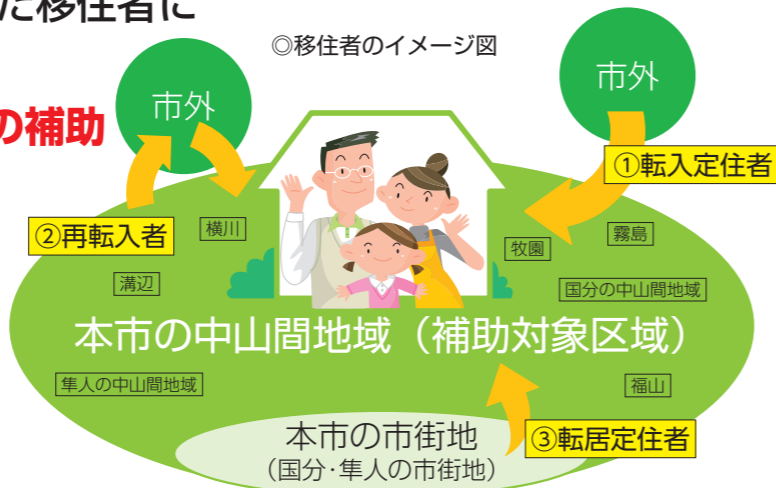 た移住者に
◎移住者のイメージ図
市外
市外
の補助
①転入定住者
②再転入者
横川
霧島
牧園
溝辺
国分の中山間地域
本市の中山間地域（補助対象区域）
隼人の中山間地域
福山
本市の市街地
（国分・隼人の市街地）
③転居定住者